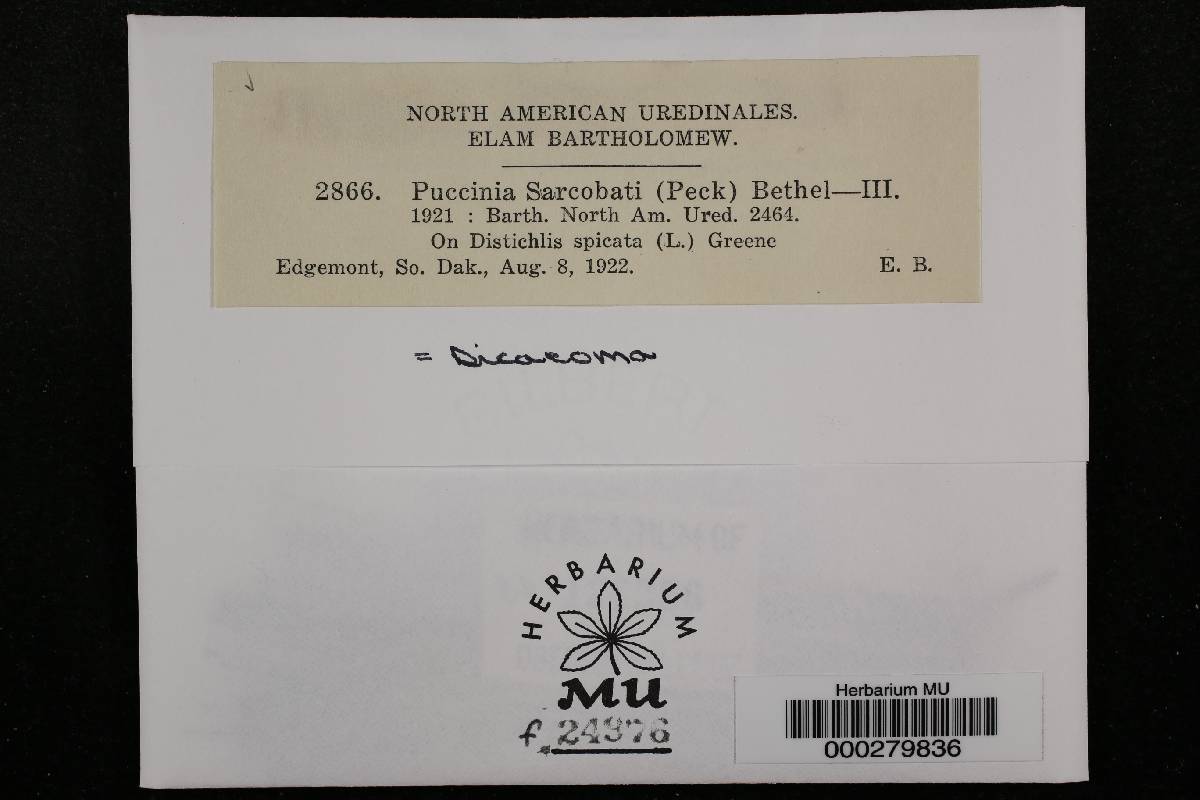 NORTH AMERICAN UREDINALES.
ELAM BARTHOLOMEW.
2866. Puccinia Sarcobati (Peck) Bethel—III.
1921 : Barth. North Am. Ured. 2464.
On Distichlis spicata (L.) Greene
Edgemont, So. Dak., Aug. 8, 1922. E. B.
= Dicaeoma
HERBARIUM
MU
f. 24976
Herbarium MU
000279836